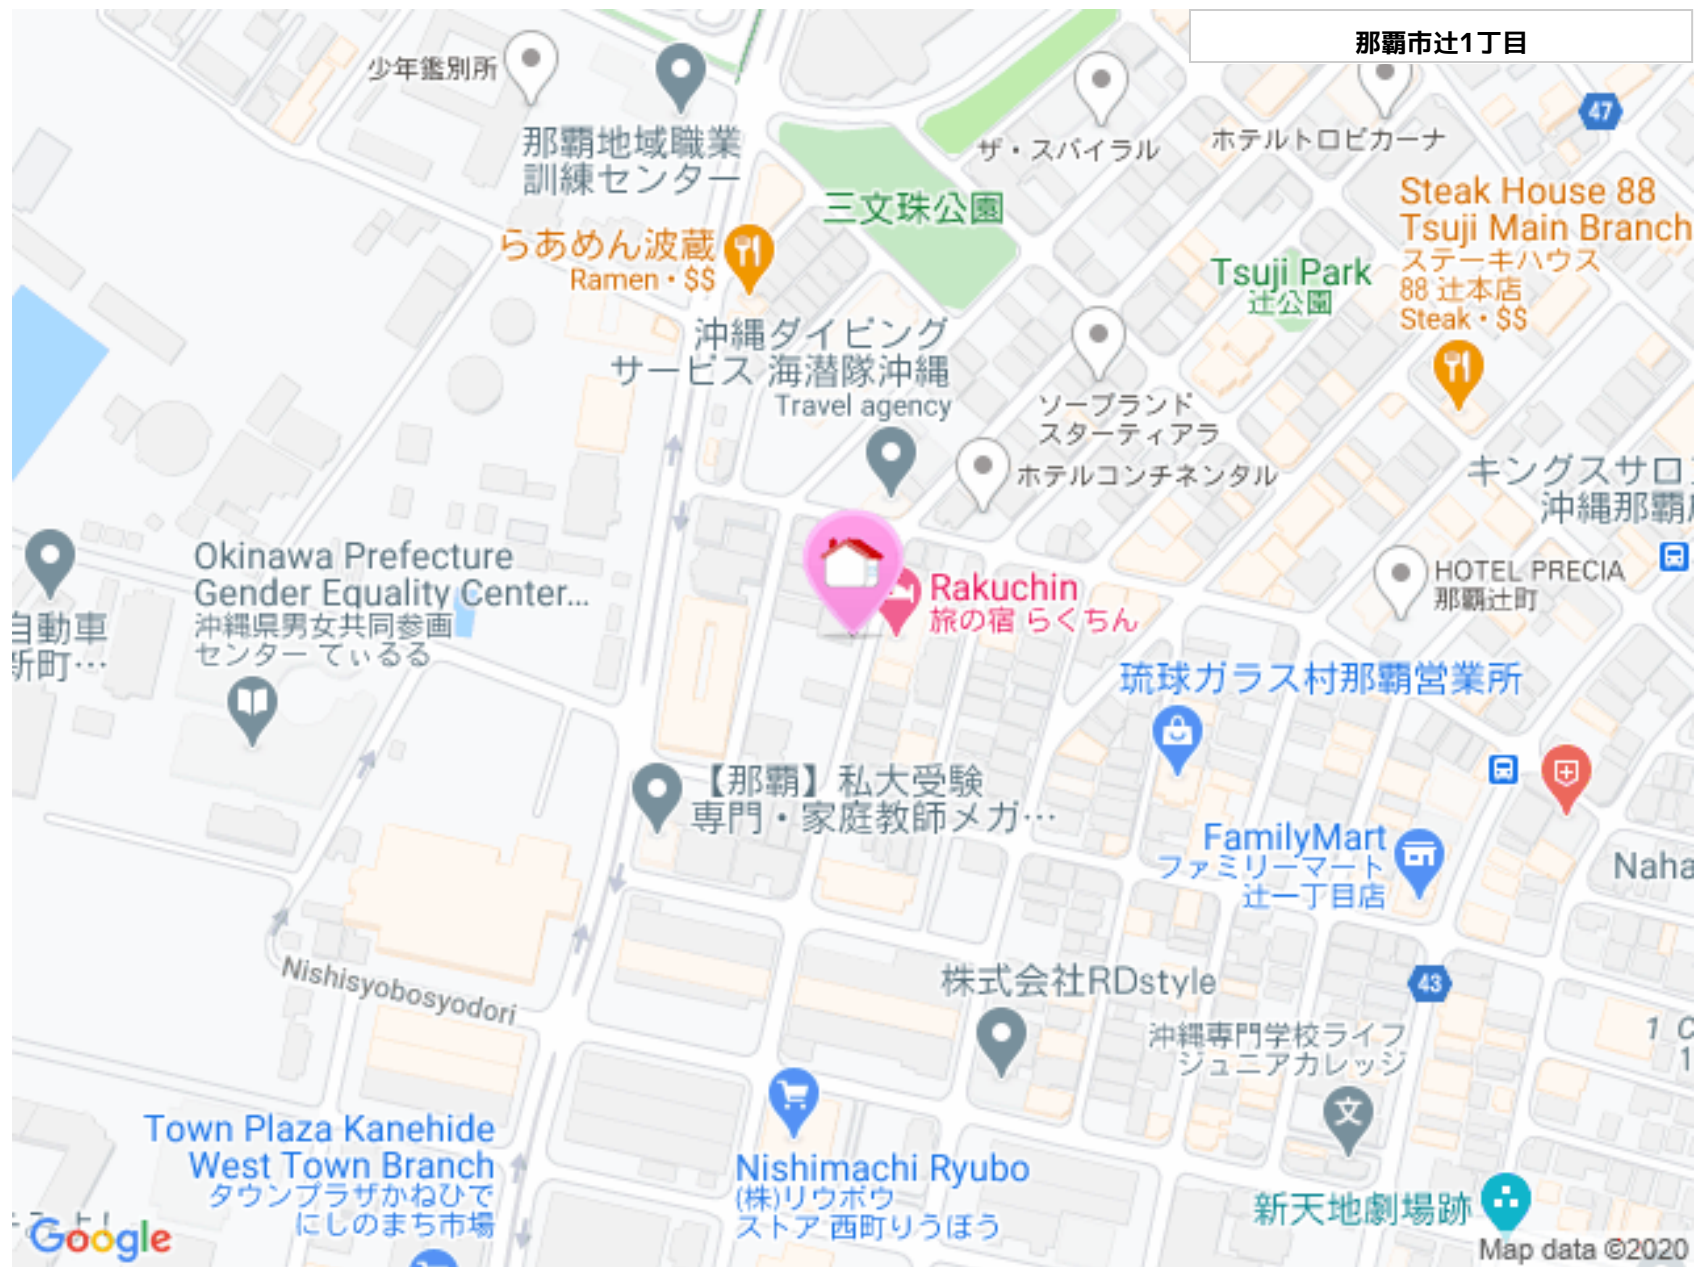 那覇市辻1丁目
少年鑑別所
那覇地域職業
訓練センター
ザ・スパイラル
ホテルトロピカーナ
47
三文珠公園
Steak House 88
Tsuji Main Branch
ステーキハウス
88 辻本店
Steak・$$
らあめん波蔵
Ramen・$$
Tsuji Park
辻公園
沖縄ダイビング
サービス 海潜隊沖縄
Travel agency
ソープランド
スターティアラ
ホテルコンチネンタル
キングスサロン
沖縄那覇
Okinawa Prefecture
Gender Equality Center...
沖縄県男女共同参画
センター てぃるる
自動車
新町…
Rakuchin
旅の宿 らくちん
HOTEL PRECIA
那覇辻町
琉球ガラス村那覇営業所
【那覇】私大受験
専門・家庭教師メガ…
FamilyMart
ファミリーマート
辻一丁目店
Naha
Nishisyobosyodori
株式会社RDstyle
43
沖縄専門学校ライフ
ジュニアカレッジ
文
1
1
Town Plaza Kanehide
West Town Branch
タウンプラザかねひで
にしのまち市場
Nishimachi Ryubo
(株)リウボウ
ストア 西町りうぼう
新天地劇場跡
Google
Map data ©2020